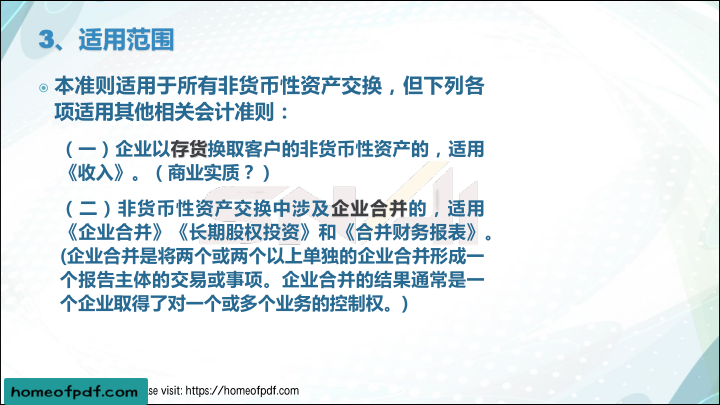 3、适用范围
本准则适用于所有非货币性资产交换，但下列各
项适用其他相关会计准则：
（一）企业以存货换取客户的非货币性资产的，适用
《收入》。（商业实质？）
（二）非货币性资产交换中涉及企业合并的，适用
《企业合并》《长期股权投资》和《合并财务报表》。
(企业合并是将两个或两个以上单独的企业合并形成一
个报告主体的交易或事项。企业合并的结果通常是一
个企业取得了对一个或多个业务的控制权。)
homeofpdf.com
visit: https://homeofpdf.com